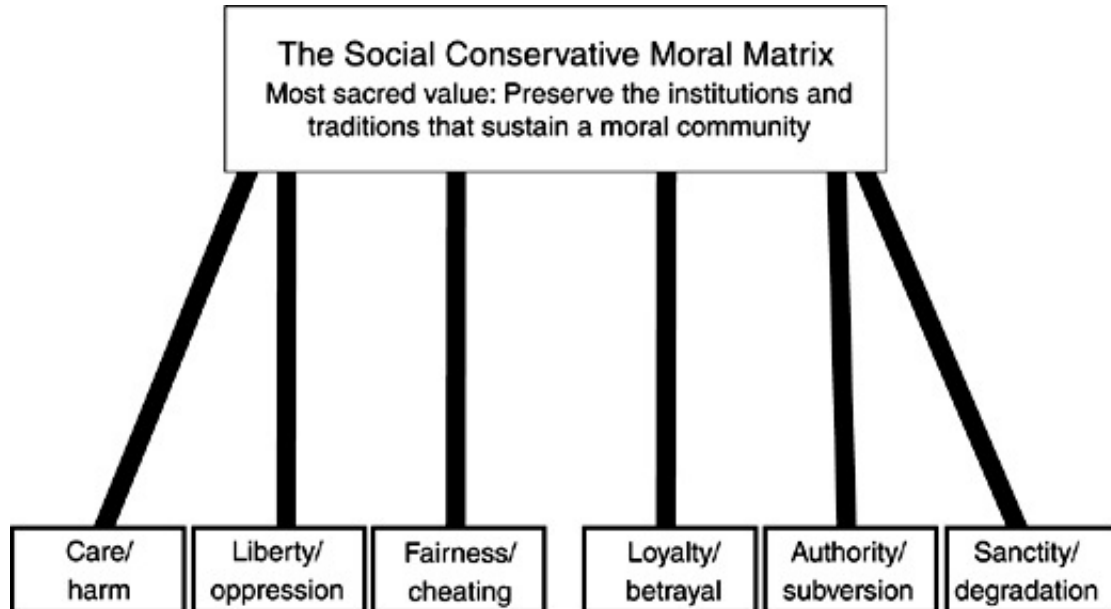 The Social Conservative Moral Matrix
Most sacred value: Preserve the institutions and
traditions that sustain a moral community
Care/
harm
Liberty/
oppression
Fairness/
cheating
Loyalty/
betrayal
Authority/
subversion
Sanctity/
degradation